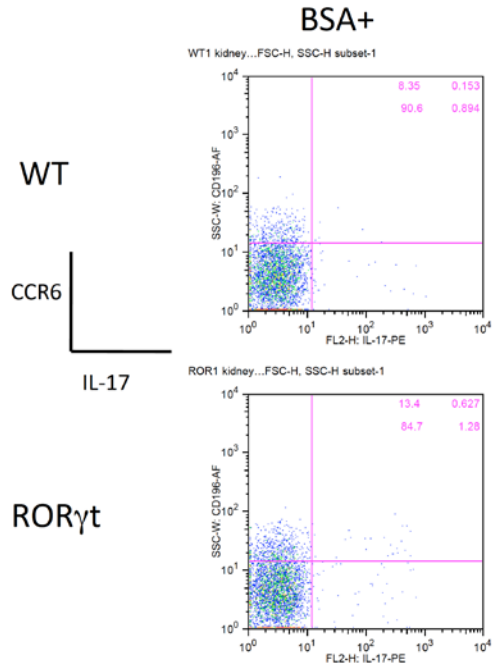 BSA+
WT1 kidney...FSC-H, SSC-H subset-1
WT
CCR6
IL-17
SSC-W: CD196-AF
10^4
10^3
10^2
10^1
10^0
8.35 0.153
90.6 0.894
10^0 10^1 10^2 10^3 10^4
FL2-H: IL-17-PE
ROR1 kidney...FSC-H, SSC-H subset-1
RORγt
SSC-W: CD196-AF
10^4
10^3
10^2
10^1
10^0
13.4 0.627
84.7 1.28
10^0 10^1 10^2 10^3 10^4
FL2-H: IL-17-PE